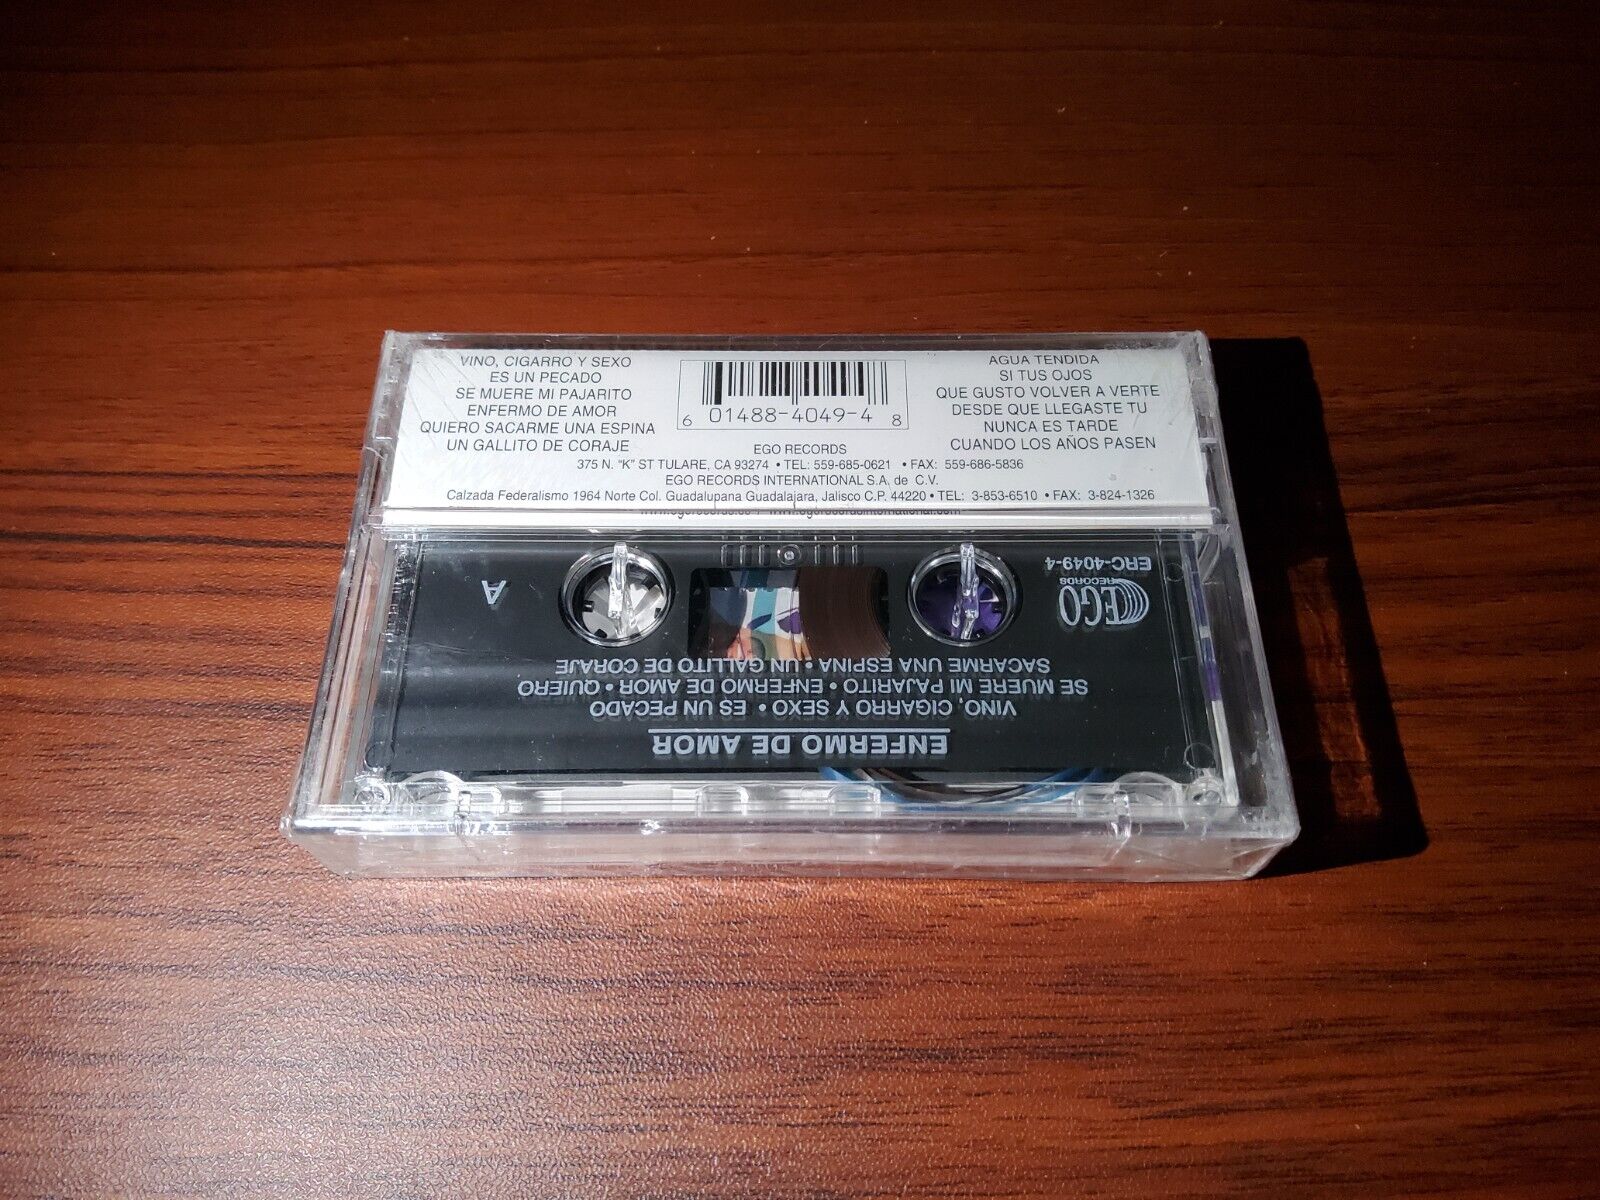 VINO, CIGARRO Y SEXO
ES UN PECADO
SE MUERE MI PAJARITO
ENFERMO DE AMOR
QUIERO SACARME UNA ESPINA
UN GALLITO DE CORAJE
6 01488-4049-4 8
AGUA TENDIDA
SI TUS OJOS
QUE GUSTO VOLVER A VERTE
DESDE QUE LLEGASTE TU
NUNCA ES TARDE
CUANDO LOS AÑOS PASEN
EGO RECORDS
375 N. "K" ST TULARE, CA 93274 • TEL: 559-685-0621 • FAX: 559-686-5836
EGO RECORDS INTERNATIONAL S.A. de C.V.
Calzada Federalismo 1964 Norte Col. Guadalupana Guadalajara, Jalisco C.P. 44220 • TEL: 3-853-6510 • FAX: 3-824-1326
ENFERMO DE AMOR
VINO, CIGARRO Y SEXO • ES UN PECADO
SE MUERE MI PAJARITO • ENFERMO DE AMOR • QUIERO
SACARME UNA ESPINA • UN GALLITO DE CORAJE
EGO
RECORDS
ERC-4049-4
A